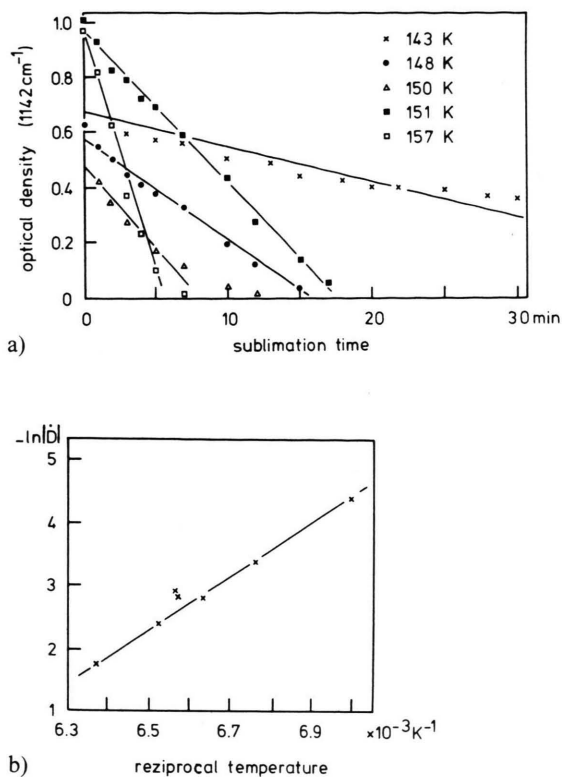 a)
optical density (1142 cm⁻¹)
1.0
0.8
0.6
0.4
0.2
0
× 143 K
• 148 K
△ 150 K
■ 151 K
□ 157 K
0 10 20 30 min
sublimation time
b)
-ln|Ḋ|
5
4
3
2
1
6.3 6.5 6.7 6.9 ×10⁻³K⁻¹
reziprocal temperature